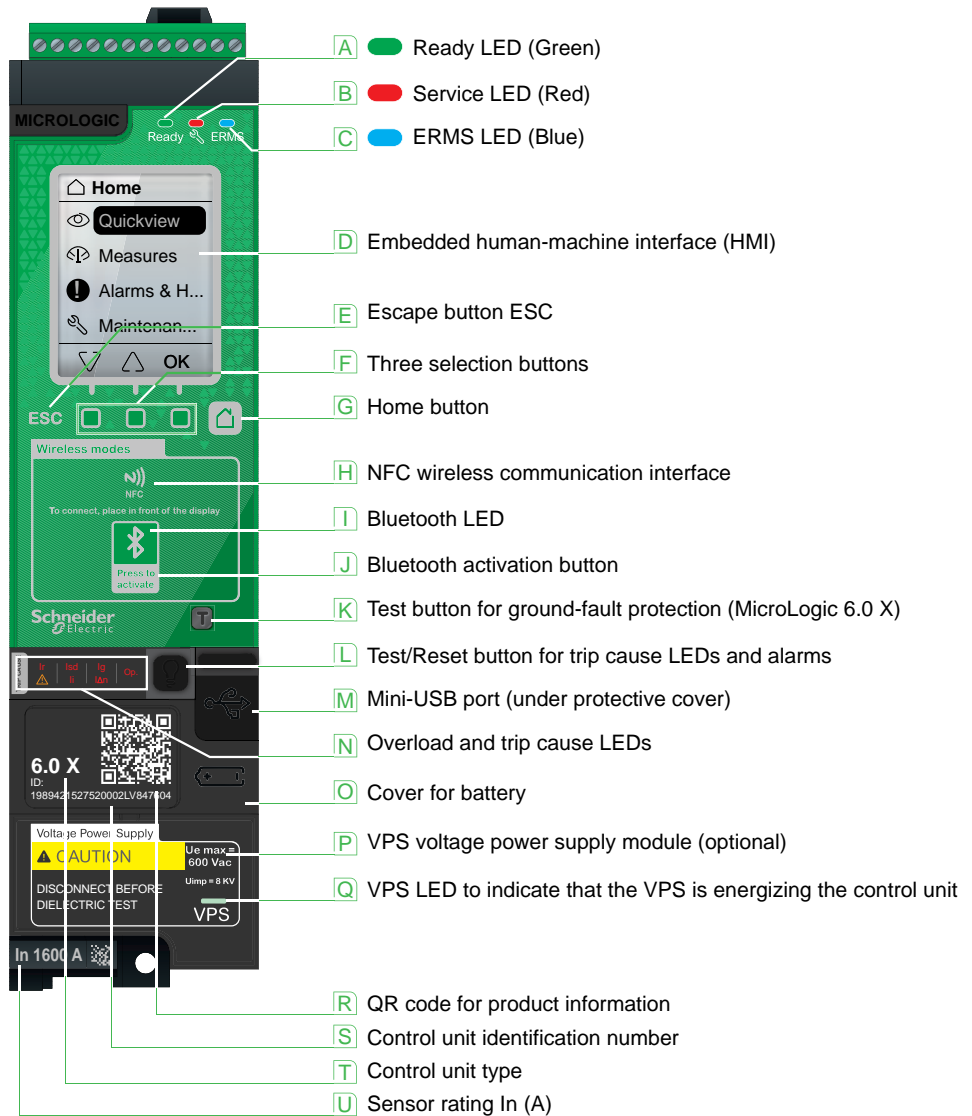 A Ready LED (Green)
B Service LED (Red)
C ERMS LED (Blue)
MICROLOGIC
Ready ERMS
Home
Quickview
Measures
Alarms & H...
Maintenan...
OK
D Embedded human-machine interface (HMI)
E Escape button ESC
F Three selection buttons
G Home button
ESC
Wireless modes
NFC
To connect, place in front of the display
Press to
activate
H NFC wireless communication interface
I Bluetooth LED
J Bluetooth activation button
K Test button for ground-fault protection (MicroLogic 6.0 X)
Schneider
Electric
T
L Test/Reset button for trip cause LEDs and alarms
Ir Isd Ig Op.
Ii IΔn
M Mini-USB port (under protective cover)
N Overload and trip cause LEDs
6.0 X
ID:
1989421527520002LV847604
O Cover for battery
Voltage Power Supply
CAUTION
DISCONNECT BEFORE
DIELECTRIC TEST
Ue max =
600 Vac
Uimp = 8 KV
VPS
P VPS voltage power supply module (optional)
Q VPS LED to indicate that the VPS is energizing the control unit
In 1600 A
R QR code for product information
S Control unit identification number
T Control unit type
U Sensor rating In (A)